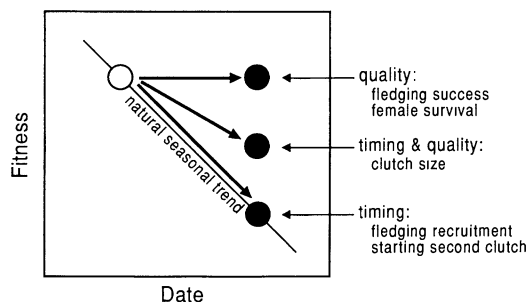 Fitness
natural seasonal trend
quality:
fledging success
female survival
timing & quality:
clutch size
timing:
fledging recruitment
starting second clutch
Date